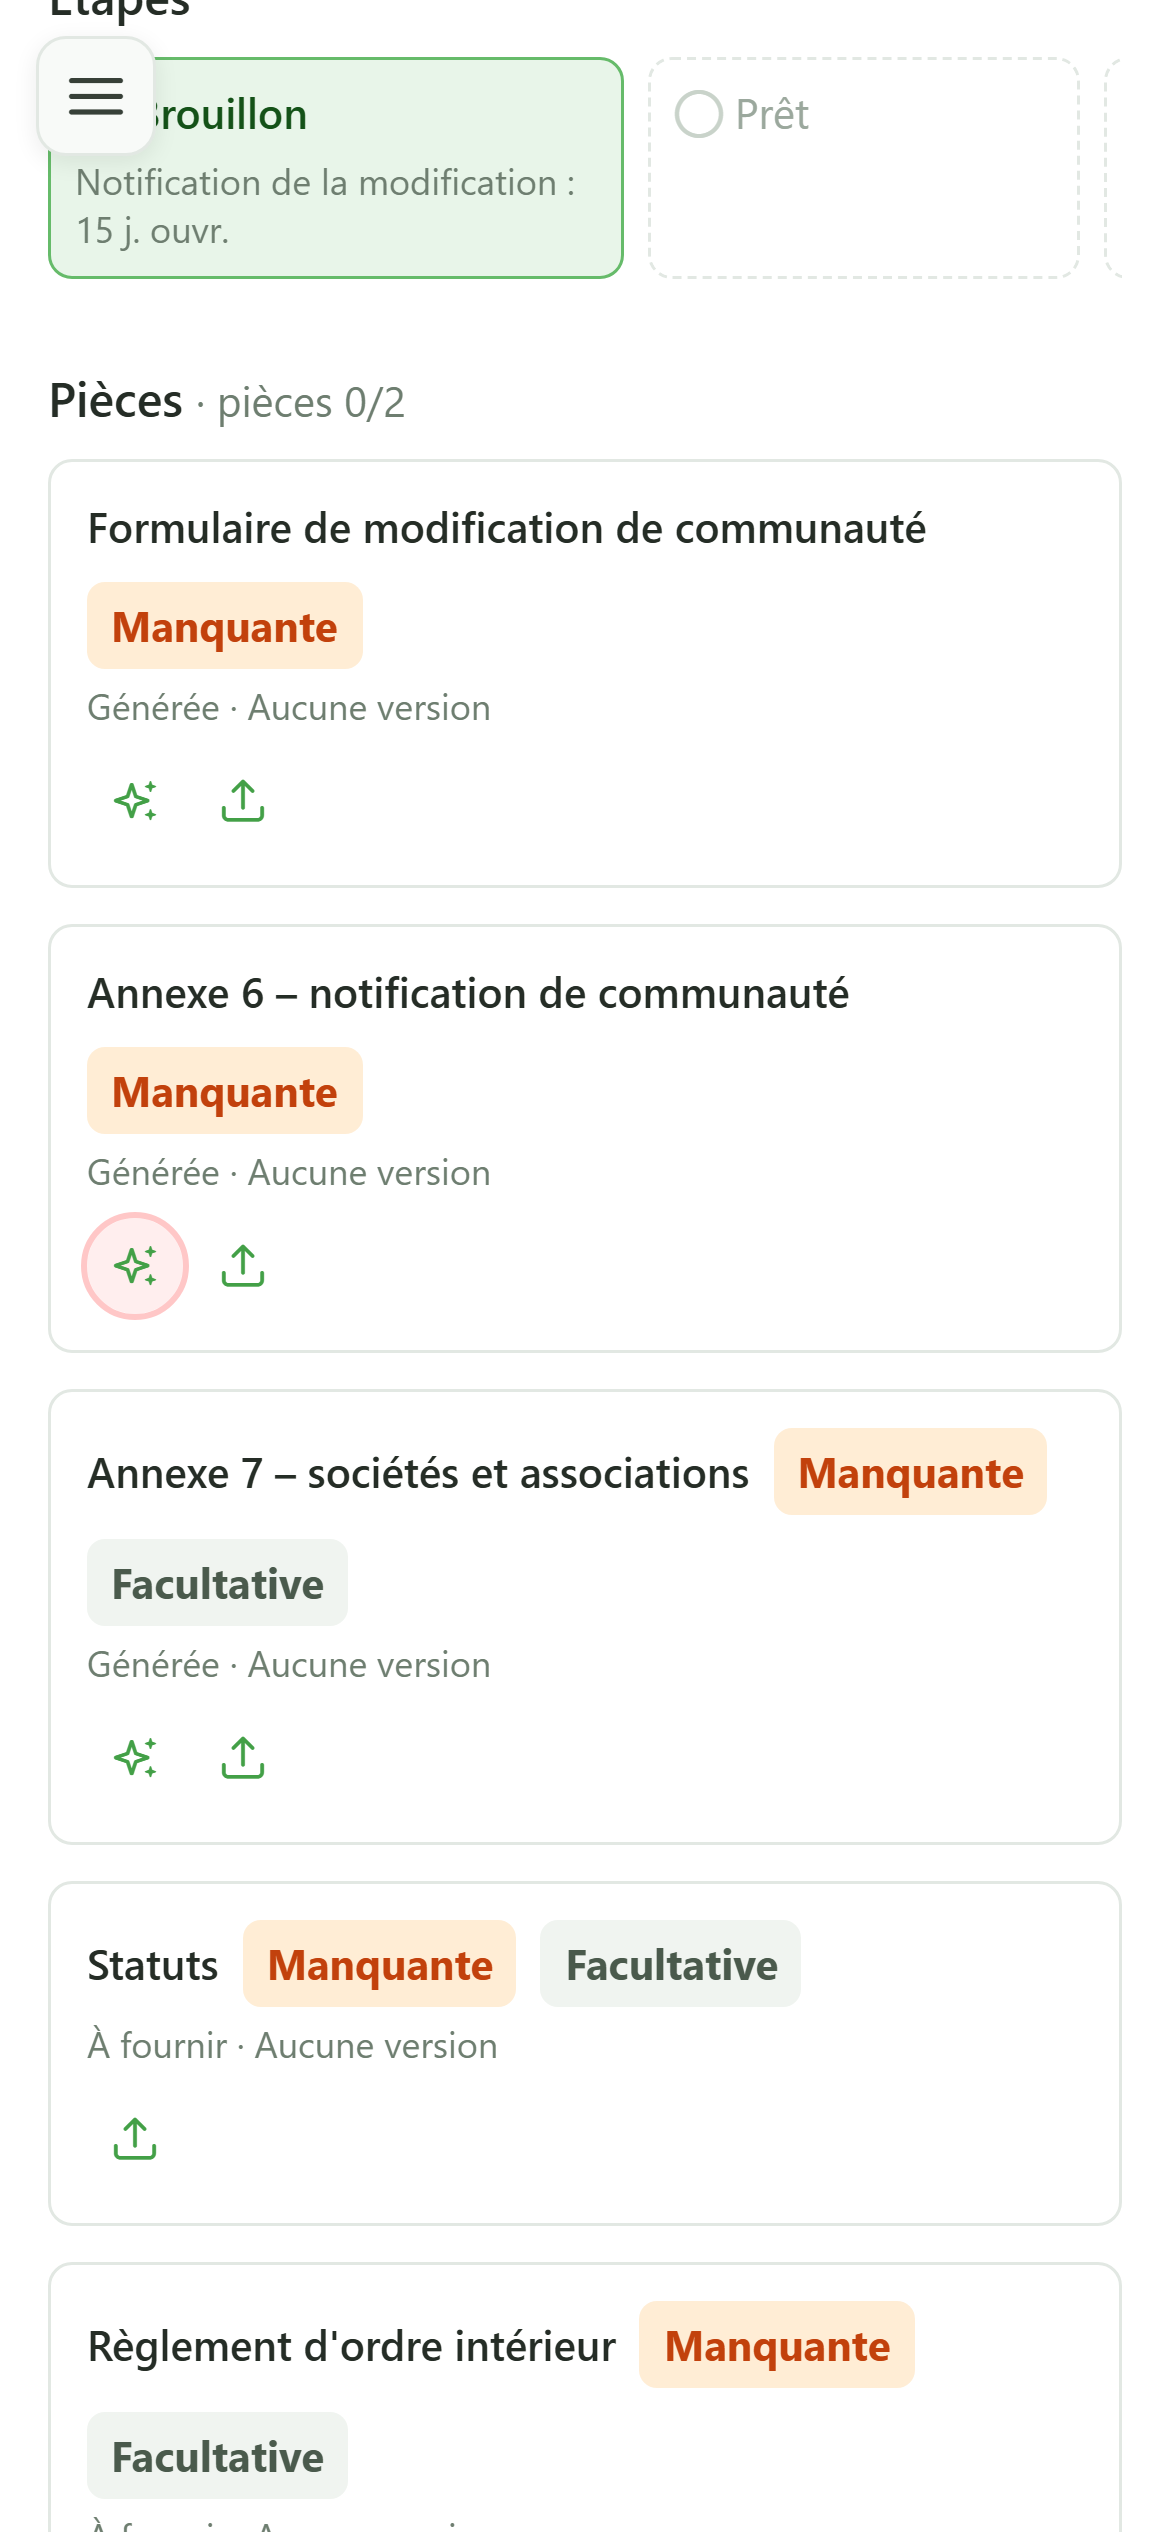 Étapes
Brouillon
Prêt
Notification de la modification :
15 j. ouvr.
Pièces · pièces 0/2
Formulaire de modification de communauté
Manquante
Générée · Aucune version
Annexe 6 – notification de communauté
Manquante
Générée · Aucune version
Annexe 7 – sociétés et associations Manquante
Facultative
Générée · Aucune version
Statuts Manquante Facultative
À fournir · Aucune version
Règlement d'ordre intérieur Manquante
Facultative